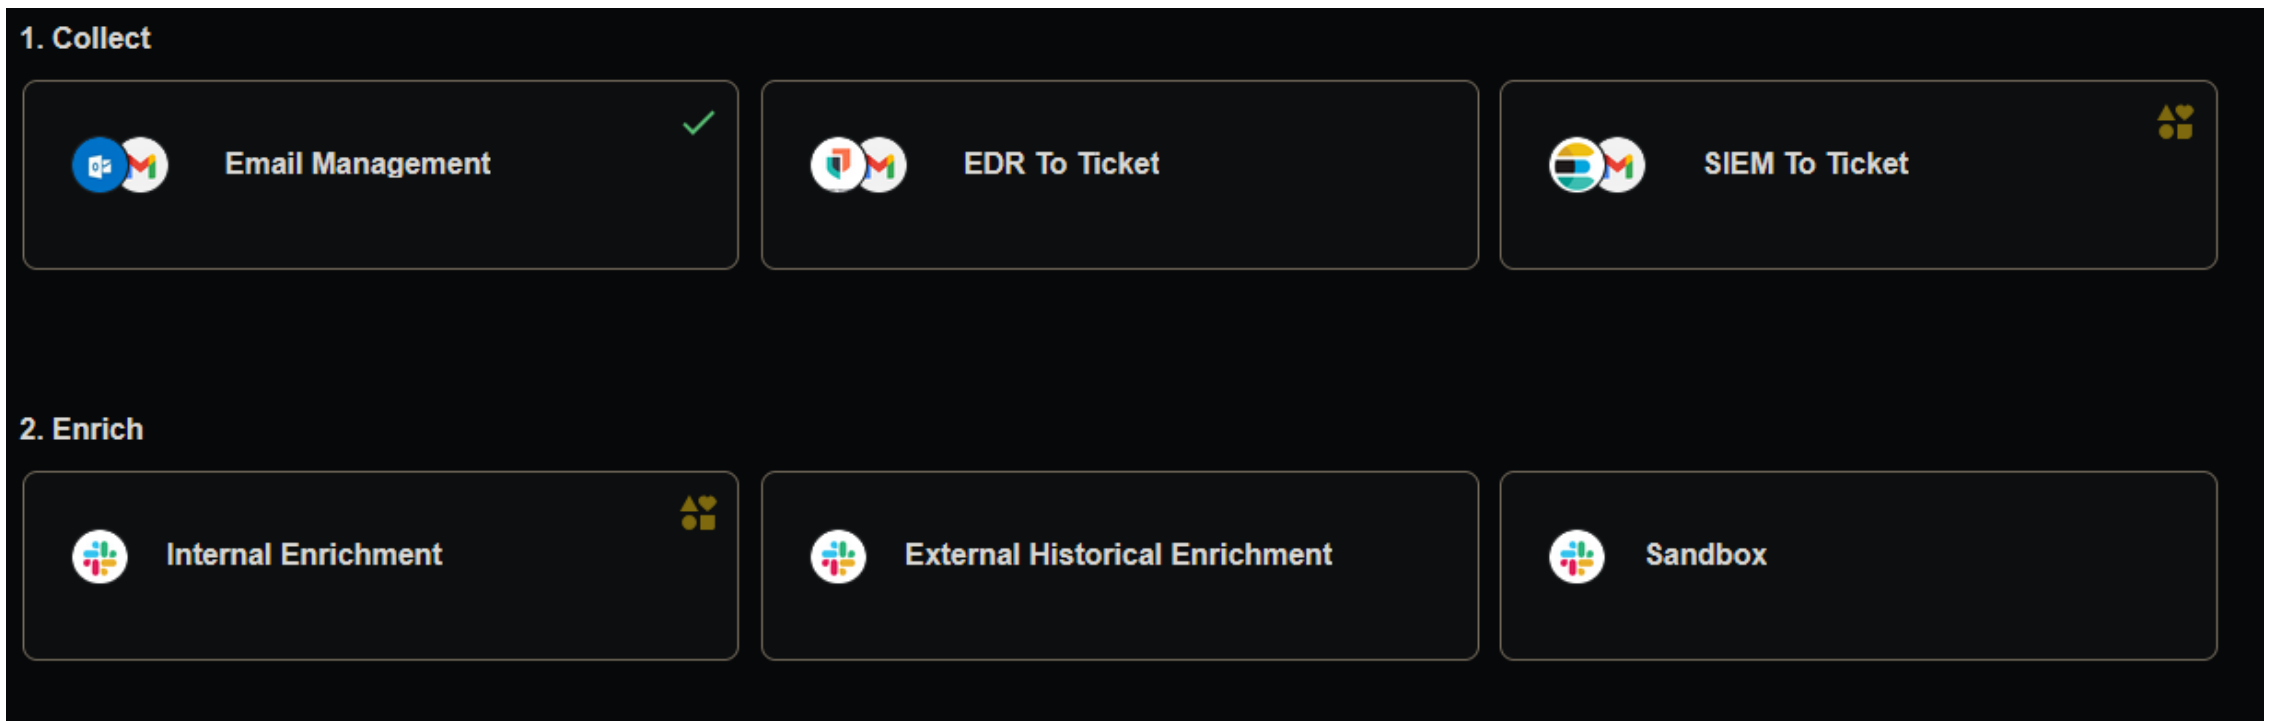 1. Collect
Email Management
EDR To Ticket
SIEM To Ticket
2. Enrich
Internal Enrichment
External Historical Enrichment
Sandbox